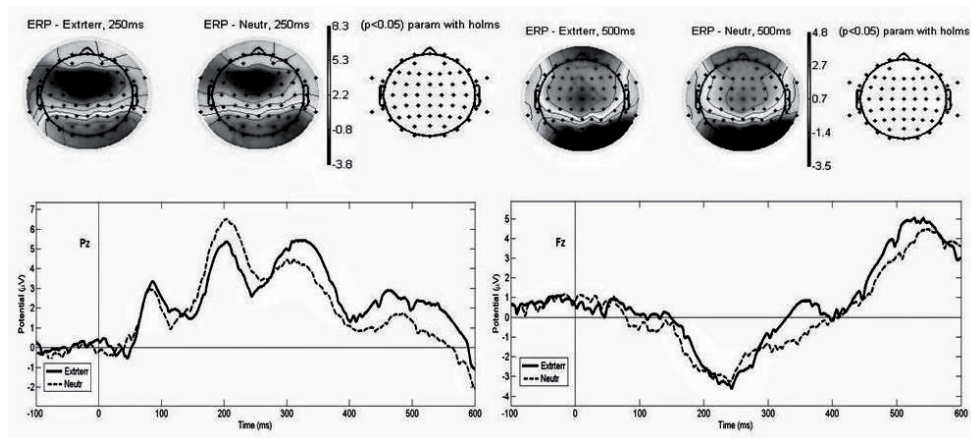 ERP - Extrterr, 250ms
ERP - Neutr, 250ms
8.3
5.3
2.2
-0.8
-3.8
(p<0.05) param with holms
ERP - Extrterr, 500ms
ERP - Neutr, 500ms
4.8
2.7
0.7
-1.4
-3.5
(p<0.05) param with holms
Potential (µV)
7
6
5
4
3
2
1
0
-1
-2
Pz
Extrterr
Neutr
-100 0 100 200 300 400 500 600
Time (ms)
Potential (µV)
5
4
3
2
1
0
-1
-2
-3
-4
Fz
Extrterr
Neutr
-100 0 100 200 300 400 500 600
Time (ms)